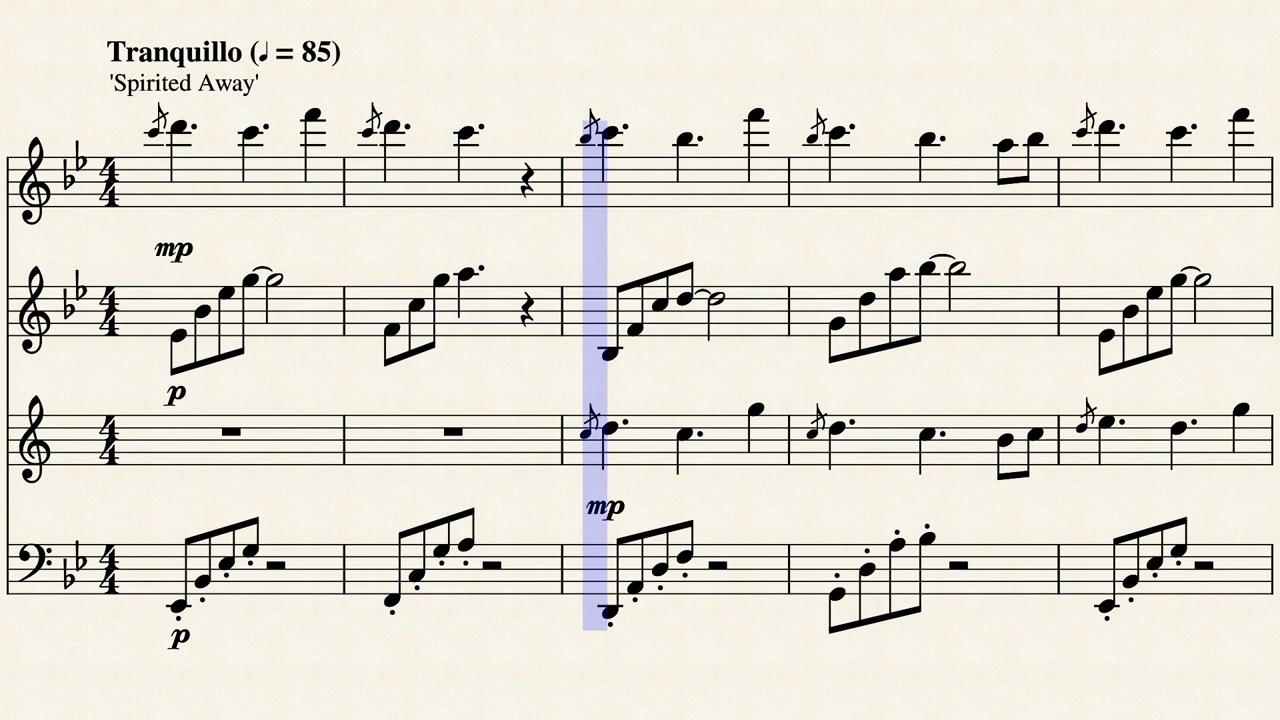 Tranquillo (♩ = 85)
'Spirited Away'
mp
p
mp
p